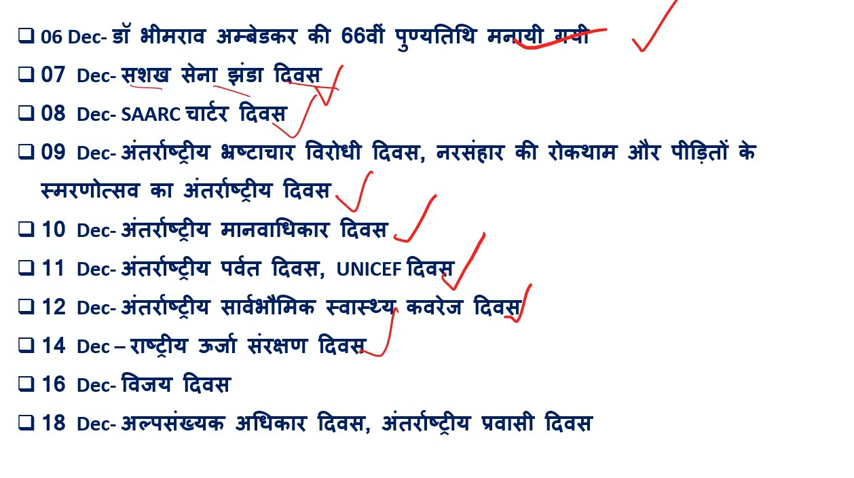 06 Dec- डॉ भीमराव अम्बेडकर की 66वीं पुण्यतिथि मनायी गयी
07 Dec- सशख सेना झंडा दिवस
08 Dec- SAARC चार्टर दिवस
09 Dec- अंतर्राष्ट्रीय भ्रष्टाचार विरोधी दिवस, नरसंहार की रोकथाम और पीड़ितों के
स्मरणोत्सव का अंतर्राष्ट्रीय दिवस
10 Dec- अंतर्राष्ट्रीय मानवाधिकार दिवस
11 Dec- अंतर्राष्ट्रीय पर्वत दिवस, UNICEF दिवस
12 Dec- अंतर्राष्ट्रीय सार्वभौमिक स्वास्थ्य कवरेज दिवस
14 Dec – राष्ट्रीय ऊर्जा संरक्षण दिवस
16 Dec- विजय दिवस
18 Dec- अल्पसंख्यक अधिकार दिवस, अंतर्राष्ट्रीय प्रवासी दिवस